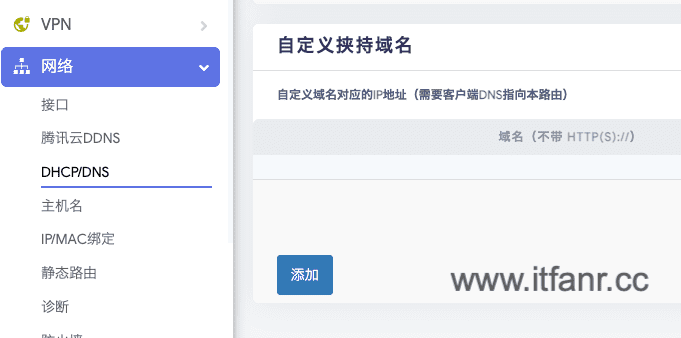 VPN
网络
接口
腾讯云DDNS
DHCP/DNS
主机名
IP/MAC绑定
静态路由
诊断
防火墙
自定义挟持域名
自定义域名对应的IP地址（需要客户端DNS指向本路由）
域名（不带 HTTP(S)://）
添加
www.itfanr.cc